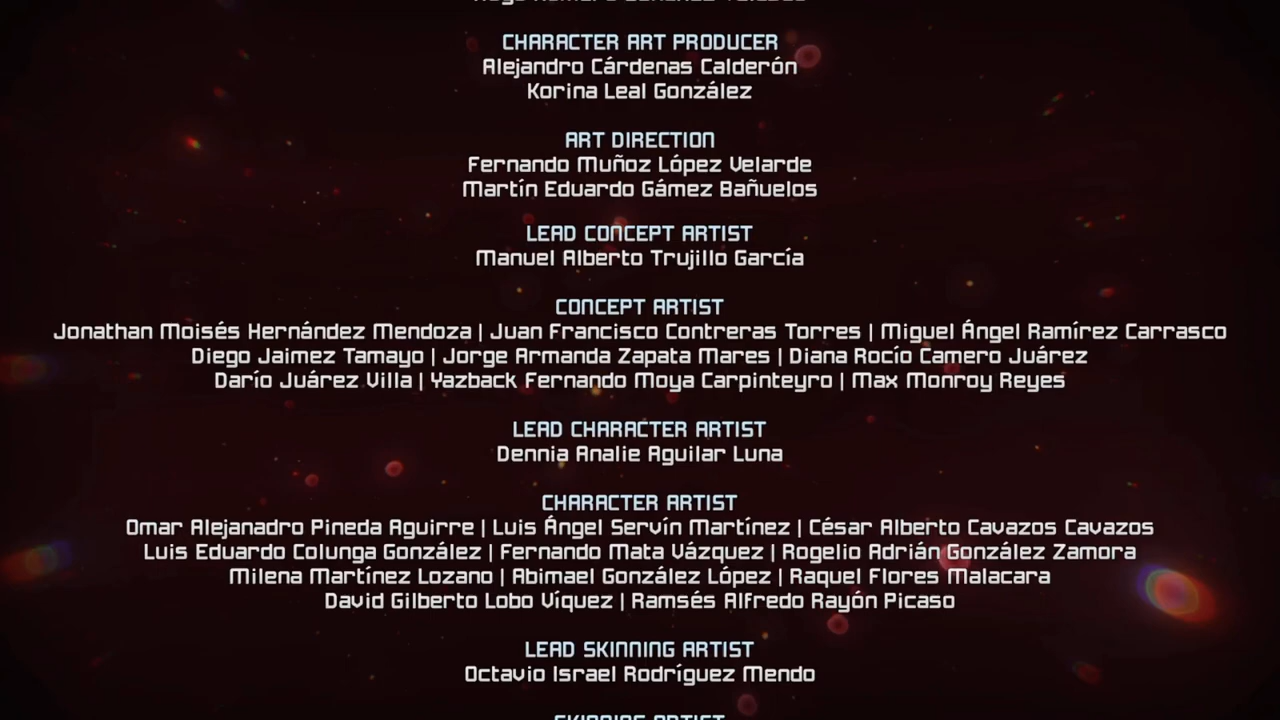 CHARACTER ART PRODUCER
Alejandro Cárdenas Calderón
Korina Leal González
ART DIRECTION
Fernando Muñoz López Velarde
Martín Eduardo Gámez Bañuelos
LEAD CONCEPT ARTIST
Manuel Alberto Trujillo García
CONCEPT ARTIST
Jonathan Moisés Hernández Mendoza | Juan Francisco Contreras Torres | Miguel Ángel Ramírez Carrasco
Diego Jaimez Tamayo | Jorge Armanda Zapata Mares | Diana Rocío Camero Juárez
Darío Juárez Villa | Yazback Fernando Moya Carpinteyro | Max Monroy Reyes
LEAD CHARACTER ARTIST
Dennia Analie Aguilar Luna
CHARACTER ARTIST
Omar Alejanadro Pineda Aguirre | Luis Ángel Servín Martínez | César Alberto Cavazos Cavazos
Luis Eduardo Colunga González | Fernando Mata Vázquez | Rogelio Adrián González Zamora
Milena Martínez Lozano | Abimael González López | Raquel Flores Malacara
David Gilberto Lobo Víquez | Ramsés Alfredo Rayón Picaso
LEAD SKINNING ARTIST
Octavio Israel Rodríguez Mendo
SKINNING ARTIST